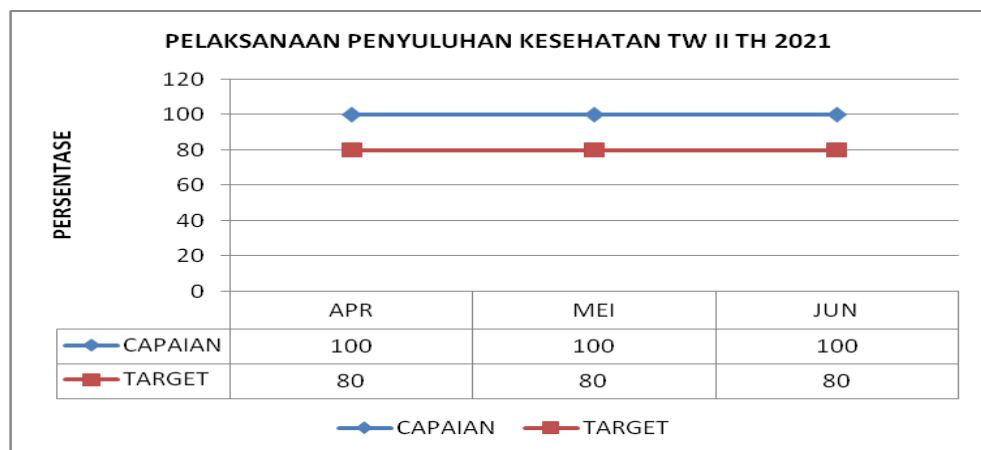 PELAKSANAAN PENYULUHAN KESEHATAN TW II TH 2021
PERSENTASE
120
100
80
60
40
20
0
APR MEI JUN
CAPAIAN 100 100 100
TARGET 80 80 80
CAPAIAN TARGET